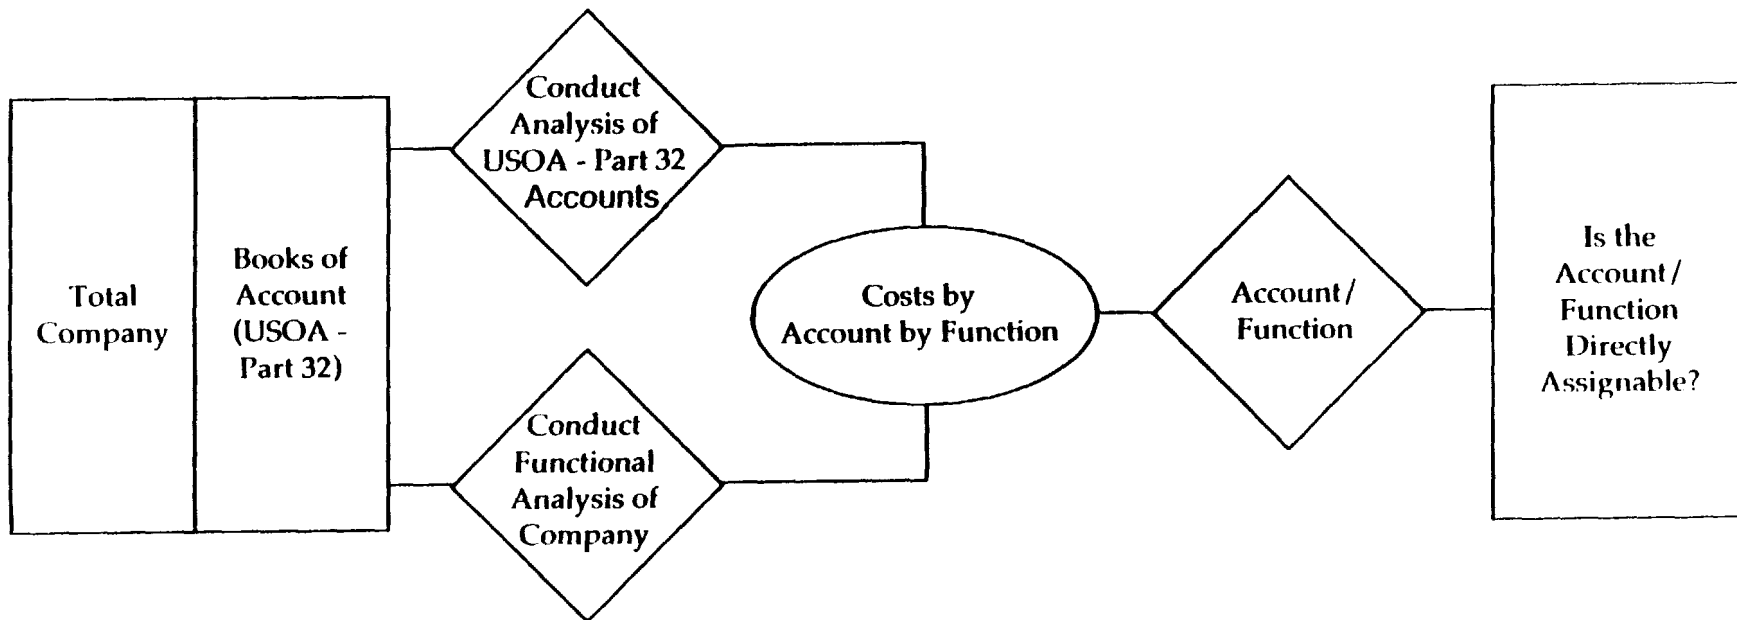 Total
Company
Books of
Account
(USOA -
Part 32)
Conduct
Analysis of
USOA - Part 32
Accounts
Conduct
Functional
Analysis of
Company
Costs by
Account by Function
Account/
Function
Is the
Account/
Function
Directly
Assignable?